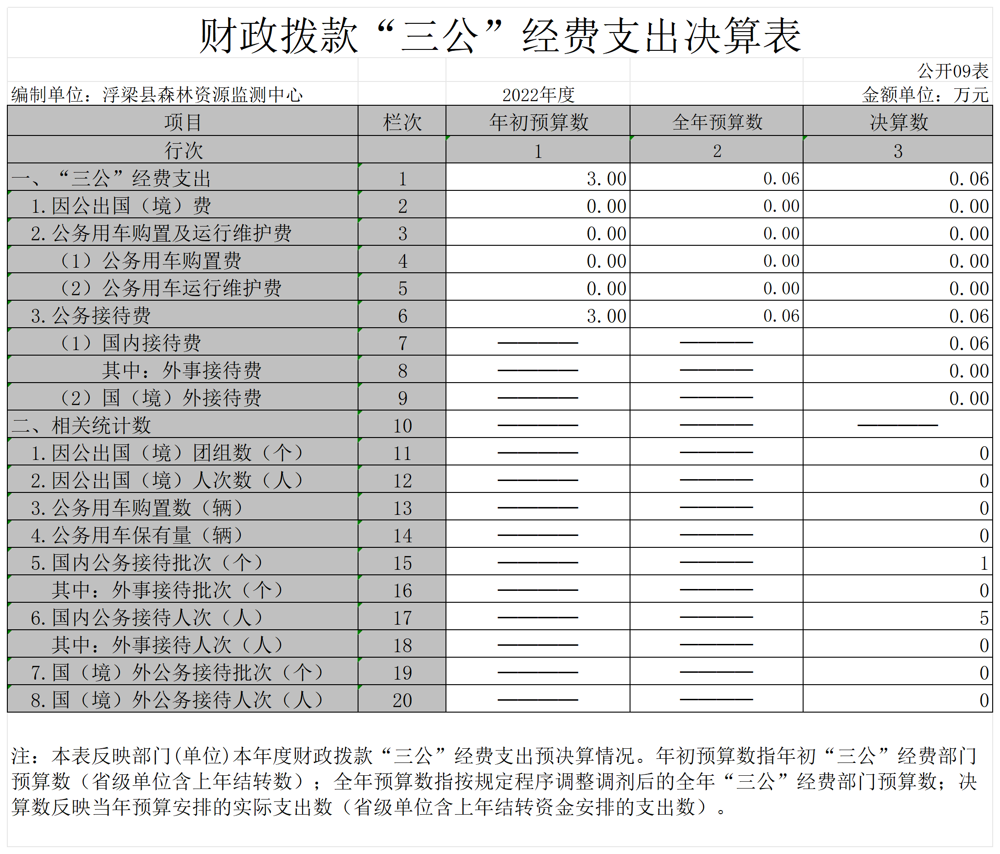 财政拨款“三公”经费支出决算表
公开09表
编制单位：浮梁县森林资源监测中心 2022年度 金额单位：万元
项目 栏次 年初预算数 全年预算数 决算数
行次 1 2 3
一、“三公”经费支出 1 3.00 0.06 0.06
1.因公出国（境）费 2 0.00 0.00 0.00
2.公务用车购置及运行维护费 3 0.00 0.00 0.00
（1）公务用车购置费 4 0.00 0.00 0.00
（2）公务用车运行维护费 5 0.00 0.00 0.00
3.公务接待费 6 3.00 0.06 0.06
（1）国内接待费 7 ———— ———— 0.06
其中：外事接待费 8 ———— ———— 0.00
（2）国（境）外接待费 9 ———— ———— 0.00
二、相关统计数 10 ———— ———— ————
1.因公出国（境）团组数（个） 11 ———— ———— 0
2.因公出国（境）人次数（人） 12 ———— ———— 0
3.公务用车购置数（辆） 13 ———— ———— 0
4.公务用车保有量（辆） 14 ———— ———— 0
5.国内公务接待批次（个） 15 ———— ———— 1
其中：外事接待批次（个） 16 ———— ———— 0
6.国内公务接待人次（人） 17 ———— ———— 5
其中：外事接待人次（人） 18 ———— ———— 0
7.国（境）外公务接待批次（个） 19 ———— ———— 0
8.国（境）外公务接待人次（人） 20 ———— ———— 0
注：本表反映部门(单位)本年度财政拨款“三公”经费支出预决算情况。年初预算数指年初“三公”经费部门
预算数（省级单位含上年结转数）；全年预算数指按规定程序调整调剂后的全年“三公”经费部门预算数；决
算数反映当年预算安排的实际支出数（省级单位含上年结转资金安排的支出数）。